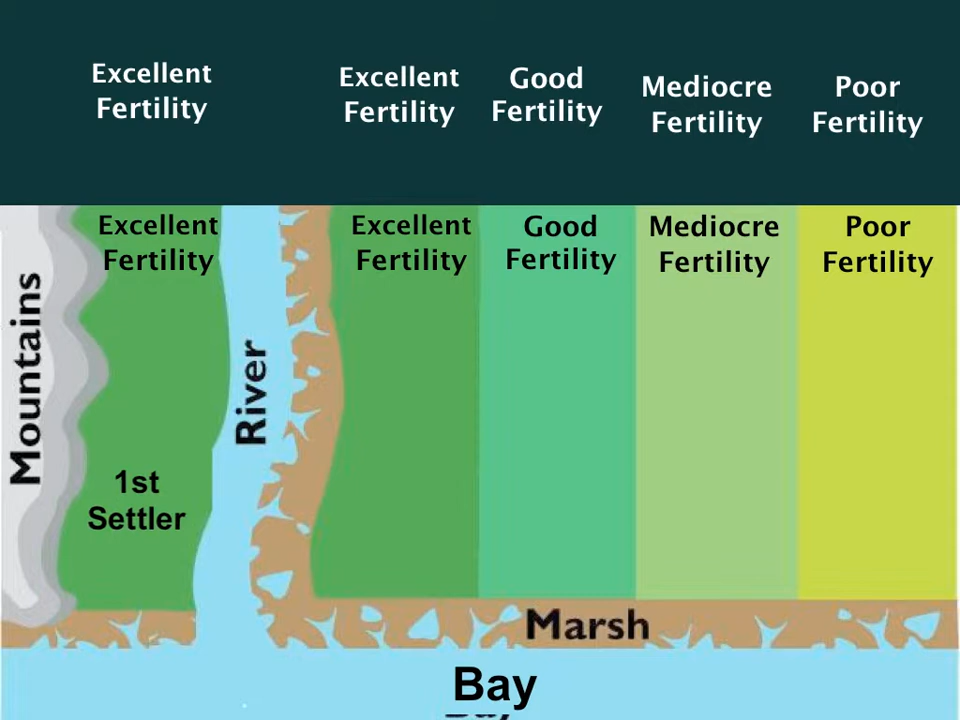 Excellent
Fertility
Excellent
Fertility
Good
Fertility
Mediocre
Fertility
Poor
Fertility
Excellent
Fertility
Excellent
Fertility
Good
Fertility
Mediocre
Fertility
Poor
Fertility
Mountains
River
1st
Settler
Marsh
Bay
Bay